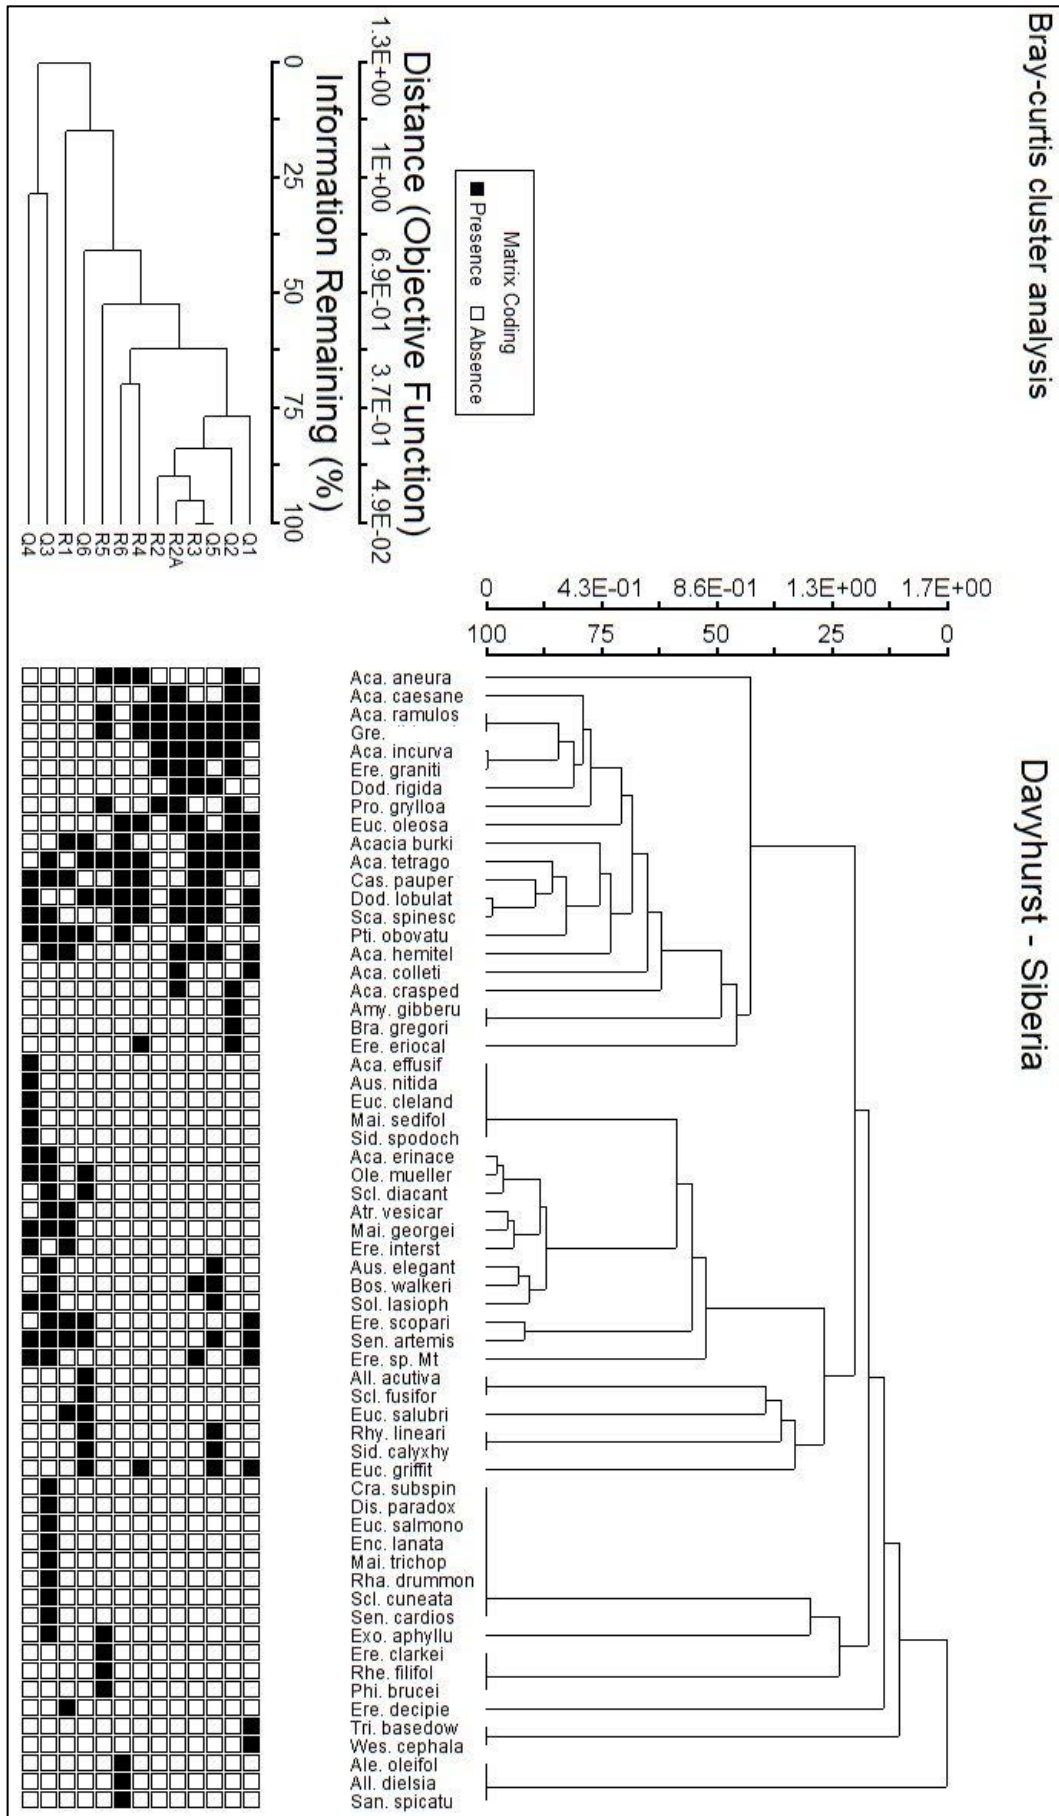 Bray-curtis cluster analysis
Davyhurst - Siberia
Distance (Objective Function)
1.3E+00 1E+00 6.9E-01 3.7E-01 4.9E-02
Information Remaining (%)
0 25 50 75 100
Matrix Coding
Presence Absence
Q1
Q2
Q5
R3
R2A
R2
R4
R6
R5
Q6
R1
Q3
Q4
0 4.3E-01 8.6E-01 1.3E+00 1.7E+00
100 75 50 25 0
Aca. aneura
Aca. caesane
Aca. ramulos
Gre.
Aca. incurva
Ere. graniti
Dod. rigida
Pro. grylloa
Euc. oleosa
Acacia burki
Aca. tetrago
Cas. pauper
Dod. lobulat
Sca. spinesc
Pti. obovatu
Aca. hemitel
Aca. colleti
Aca. crasped
Amy. gibberu
Bra. gregori
Ere. eriocal
Aca. effusif
Aus. nitida
Euc. cleland
Mai. sedifol
Sid. spodoch
Aca. erinace
Ole. mueller
Scl. diacant
Atr. vesicar
Mai. georgei
Ere. interst
Aus. elegant
Bos. walkeri
Sol. lasioph
Ere. scopari
Sen. artemis
Ere. sp. Mt
All. acutiva
Scl. fusifor
Euc. salubri
Rhy. lineari
Sid. calyxhy
Euc. griffit
Cra. subspin
Dis. paradox
Euc. salmono
Enc. lanata
Mai. trichop
Rha. drummon
Scl. cuneata
Sen. cardios
Exo. aphyllu
Ere. clarkei
Rhe. filifol
Phi. brucei
Ere. decipie
Tri. basedow
Wes. cephala
Ale. oleifol
All. dielsia
San. spicatu